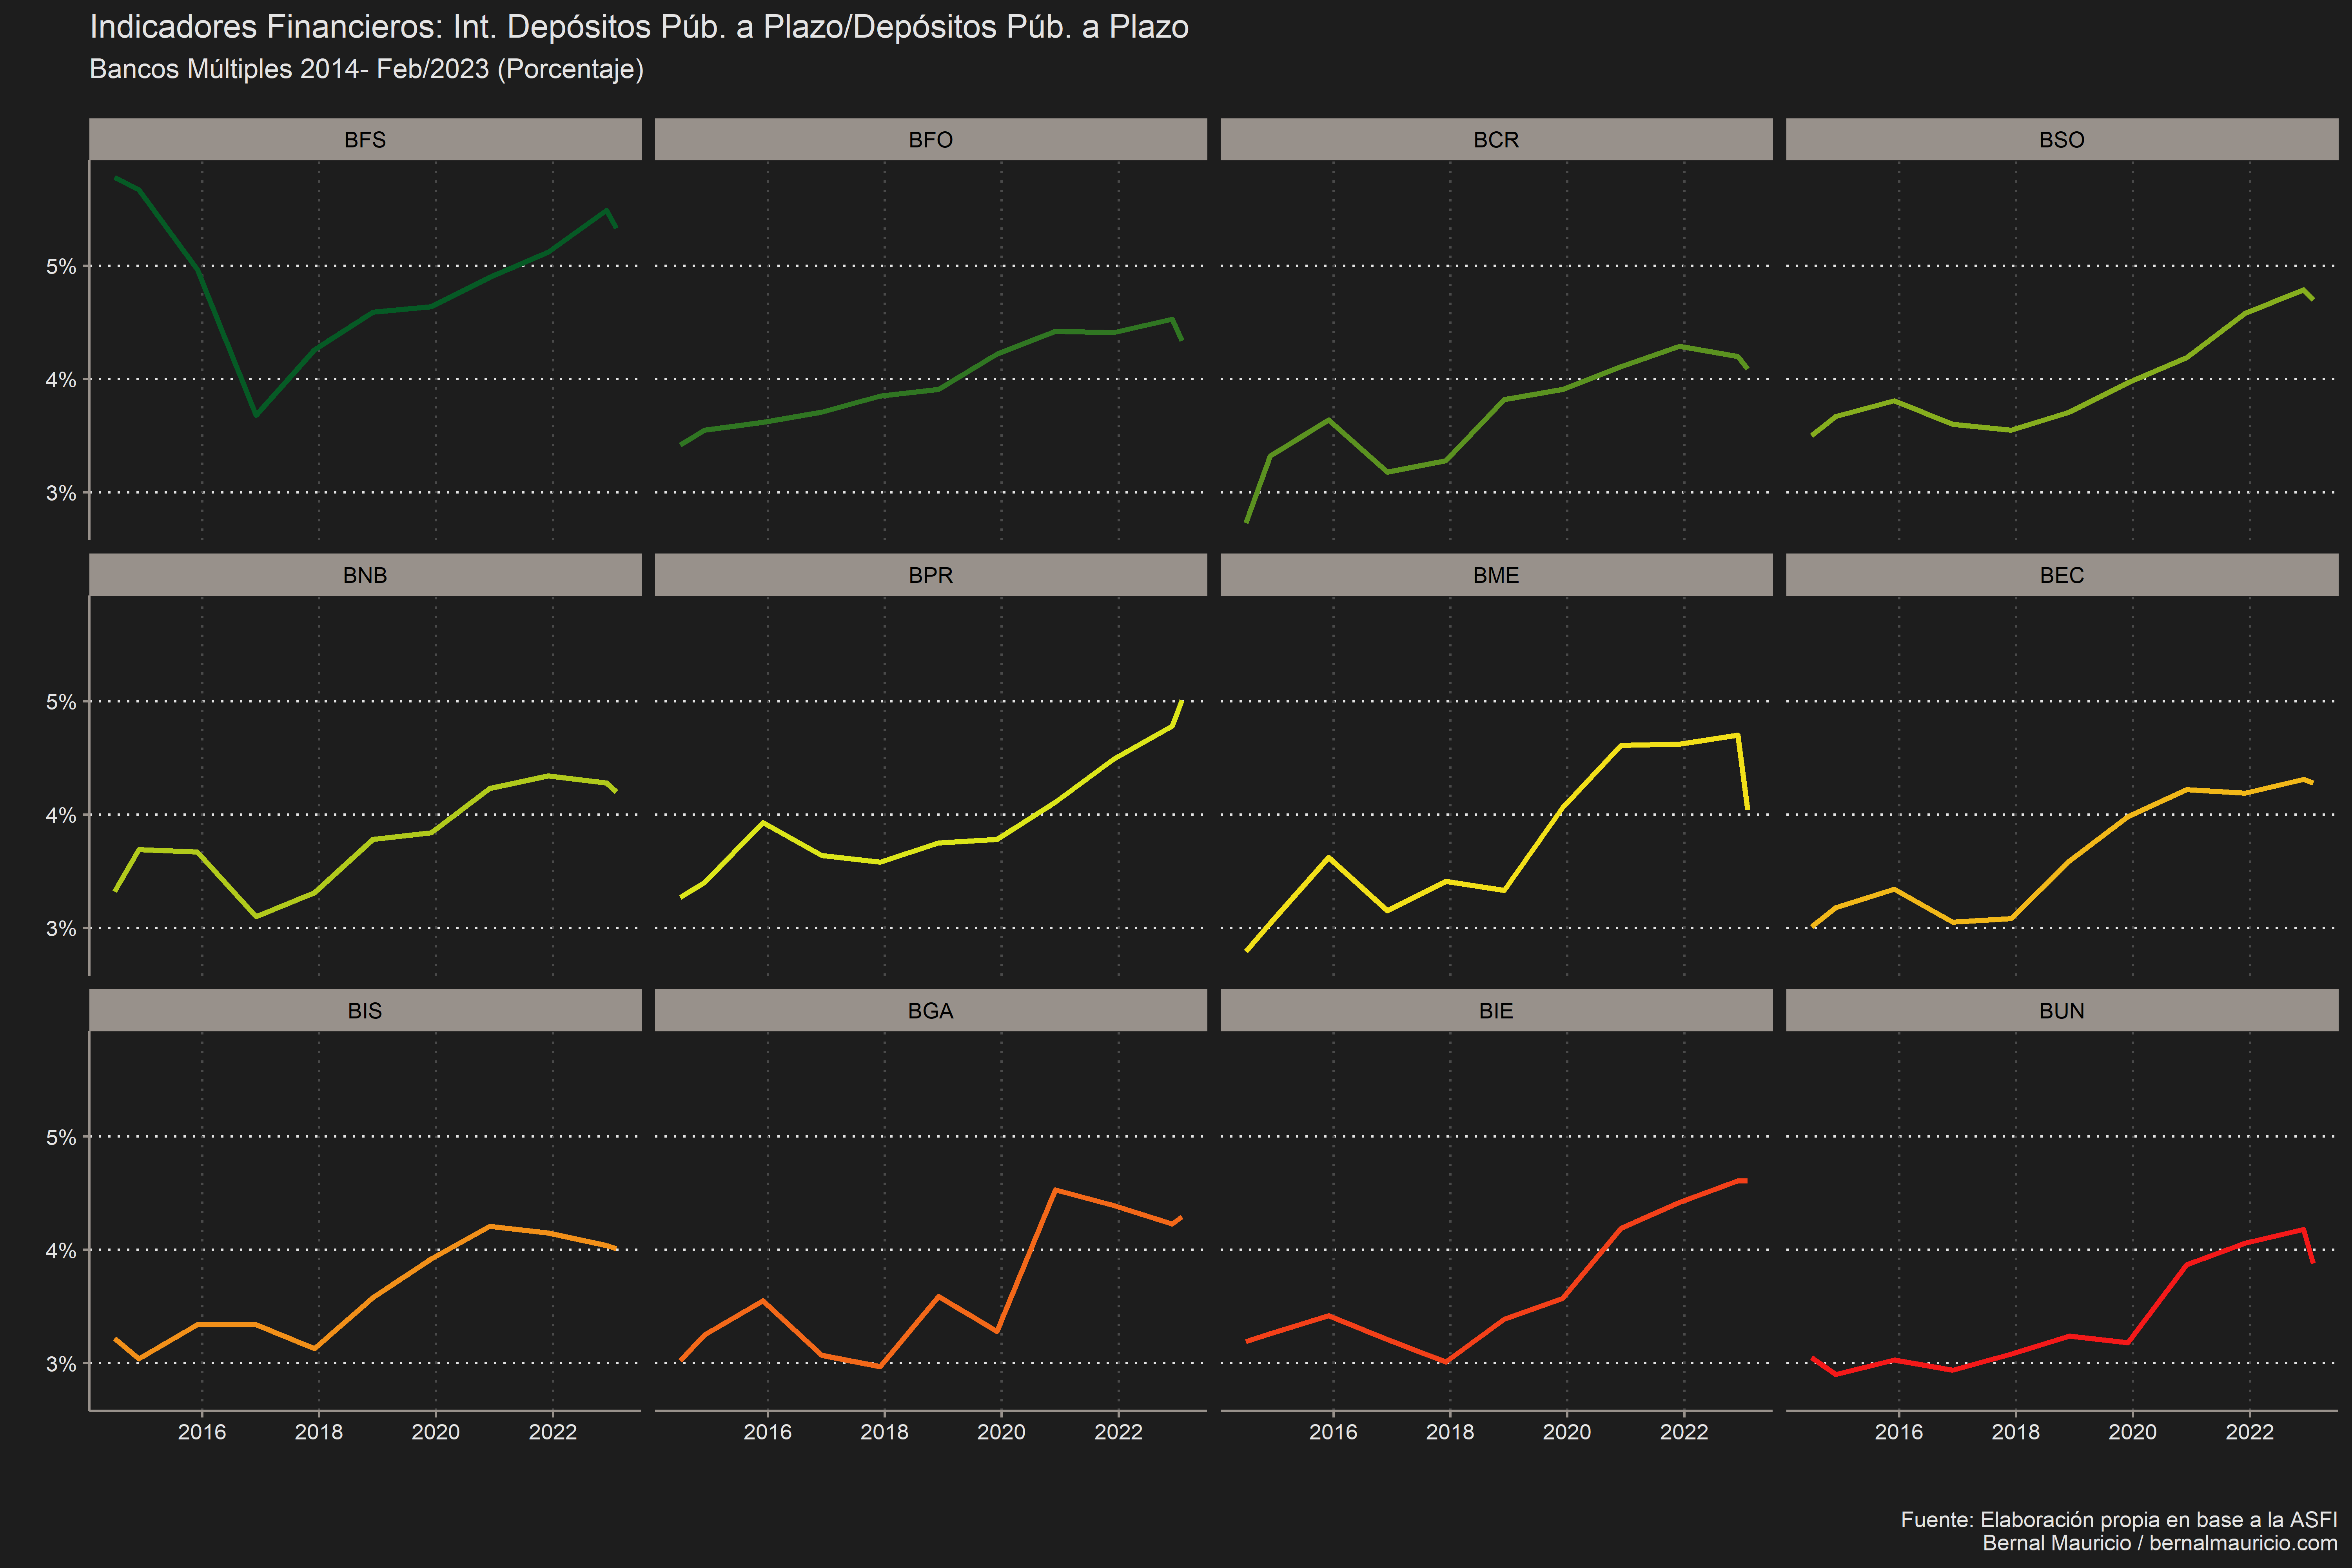 Indicadores Financieros: Int. Depósitos Púb. a Plazo/Depósitos Púb. a Plazo
Bancos Múltiples 2014- Feb/2023 (Porcentaje)
BFS BFO BCR BSO
5%
4%
3%
BNB BPR BME BEC
5%
4%
3%
BIS BGA BIE BUN
5%
4%
3%
2016 2018 2020 2022 2016 2018 2020 2022 2016 2018 2020 2022 2016 2018 2020 2022
Fuente: Elaboración propia en base a la ASFI
Bernal Mauricio / bernalmauricio.com